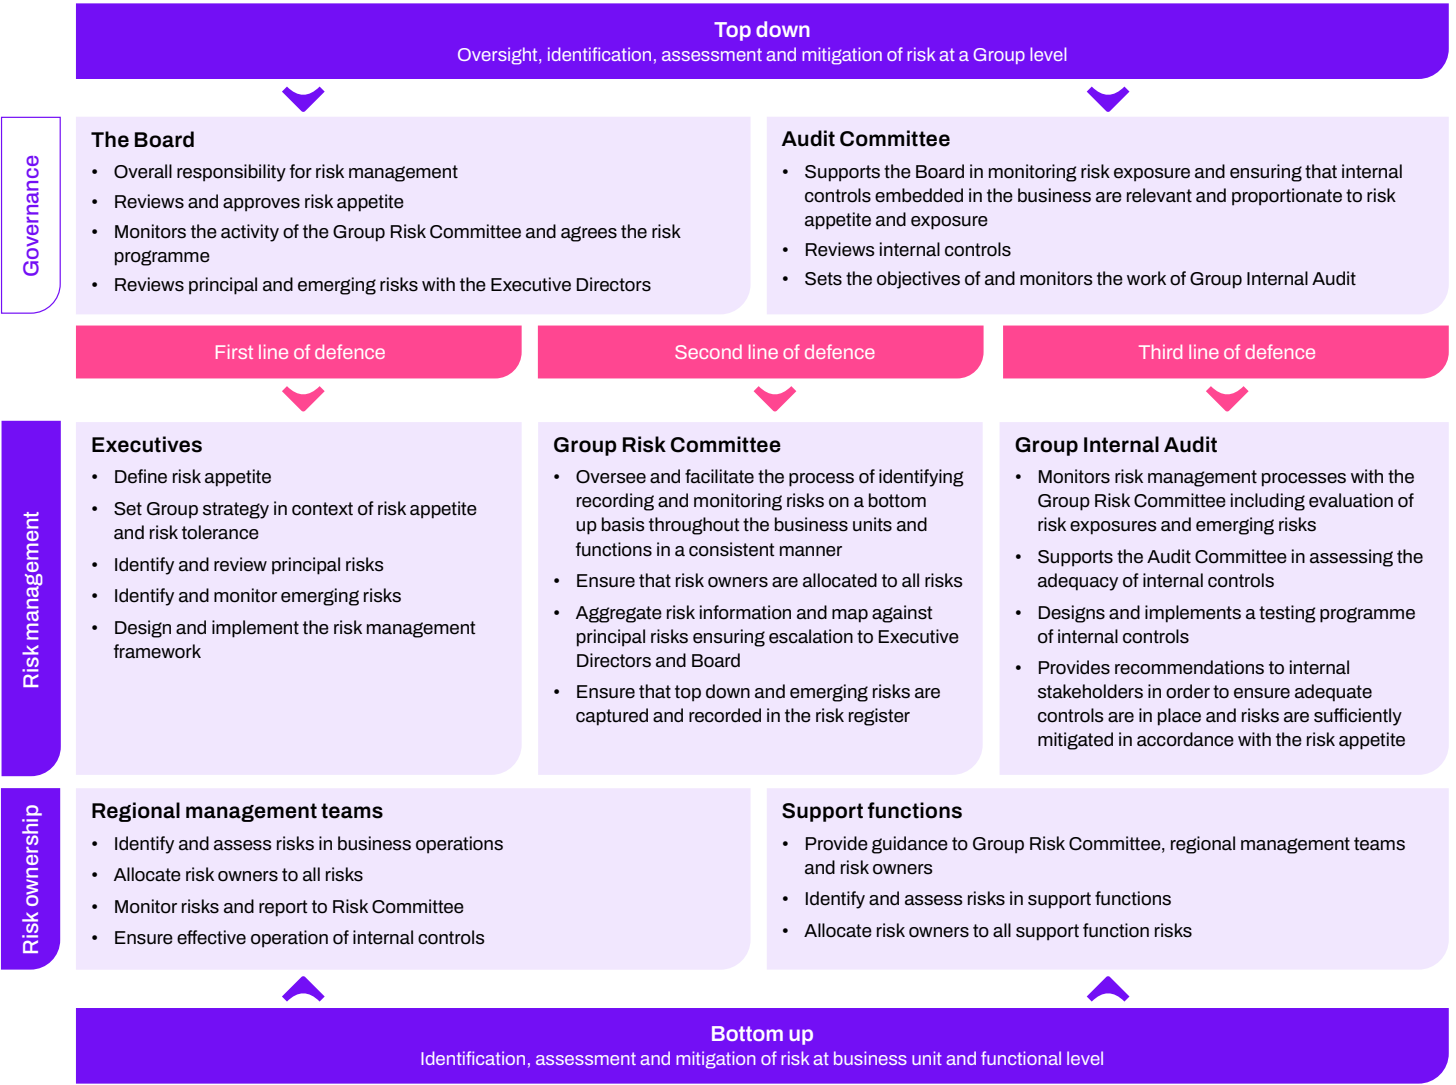 Top down
Oversight, identification, assessment and mitigation of risk at a Group level
Governance
The Board
• Overall responsibility for risk management
• Reviews and approves risk appetite
• Monitors the activity of the Group Risk Committee and agrees the risk
programme
• Reviews principal and emerging risks with the Executive Directors
Audit Committee
• Supports the Board in monitoring risk exposure and ensuring that internal
controls embedded in the business are relevant and proportionate to risk
appetite and exposure
• Reviews internal controls
• Sets the objectives of and monitors the work of Group Internal Audit
First line of defence
Second line of defence
Third line of defence
Risk management
Executives
• Define risk appetite
• Set Group strategy in context of risk appetite
and risk tolerance
• Identify and review principal risks
• Identify and monitor emerging risks
• Design and implement the risk management
framework
Group Risk Committee
• Oversee and facilitate the process of identifying
recording and monitoring risks on a bottom
up basis throughout the business units and
functions in a consistent manner
• Ensure that risk owners are allocated to all risks
• Aggregate risk information and map against
principal risks ensuring escalation to Executive
Directors and Board
• Ensure that top down and emerging risks are
captured and recorded in the risk register
Group Internal Audit
• Monitors risk management processes with the
Group Risk Committee including evaluation of
risk exposures and emerging risks
• Supports the Audit Committee in assessing the
adequacy of internal controls
• Designs and implements a testing programme
of internal controls
• Provides recommendations to internal
stakeholders in order to ensure adequate
controls are in place and risks are sufficiently
mitigated in accordance with the risk appetite
Risk ownership
Regional management teams
• Identify and assess risks in business operations
• Allocate risk owners to all risks
• Monitor risks and report to Risk Committee
• Ensure effective operation of internal controls
Support functions
• Provide guidance to Group Risk Committee, regional management teams
and risk owners
• Identify and assess risks in support functions
• Allocate risk owners to all support function risks
Bottom up
Identification, assessment and mitigation of risk at business unit and functional level